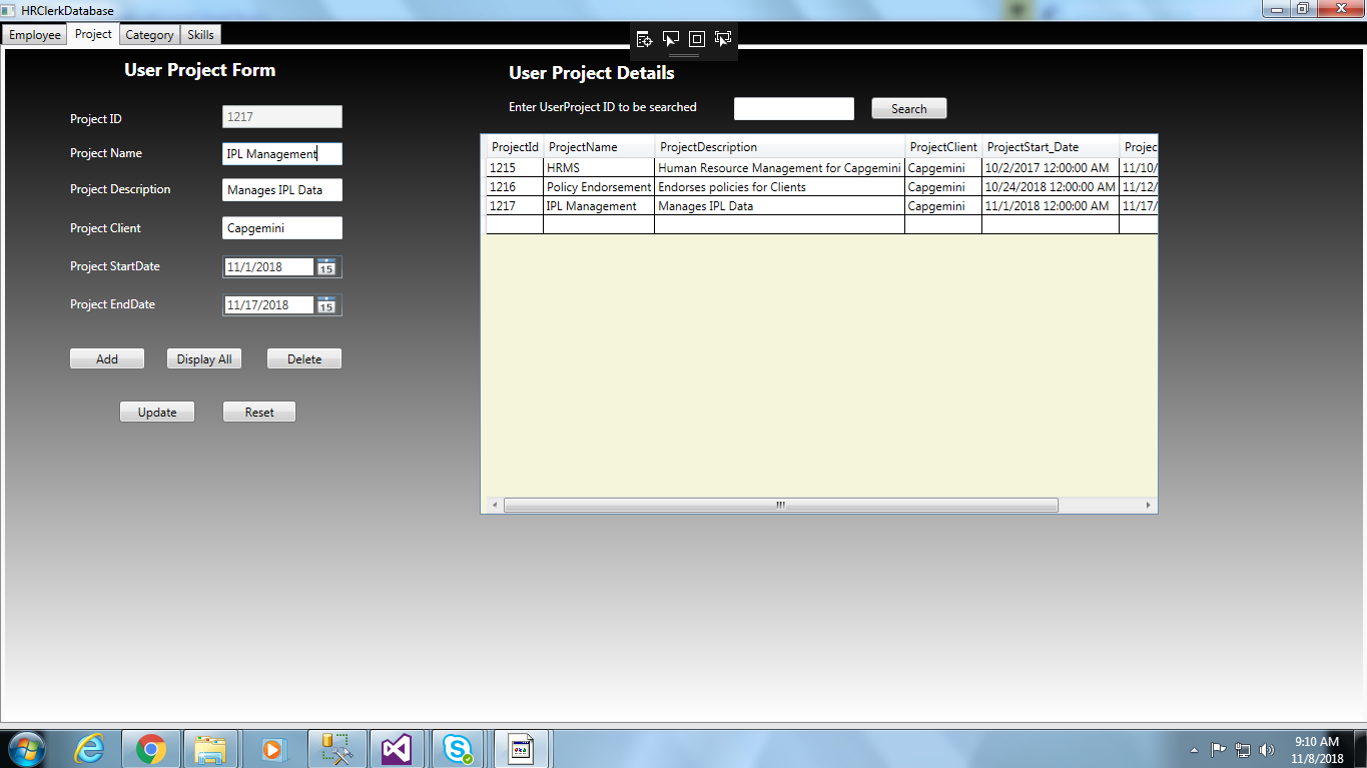 HRClerkDatabase
Employee Project Category Skills
User Project Form
Project ID 1217
Project Name IPL Management
Project Description Manages IPL Data
Project Client Capgemini
Project StartDate 11/1/2018 15
Project EndDate 11/17/2018 15
Add Display All Delete
Update Reset
User Project Details
Enter UserProject ID to be searched Search
ProjectId ProjectName ProjectDescription ProjectClient ProjectStart_Date Projec
1215 HRMS Human Resource Management for Capgemini Capgemini 10/2/2017 12:00:00 AM 11/10/
1216 Policy Endorsement Endorses policies for Clients Capgemini 10/24/2018 12:00:00 AM 11/12/
1217 IPL Management Manages IPL Data Capgemini 11/1/2018 12:00:00 AM 11/17/
9:10 AM
11/8/2018